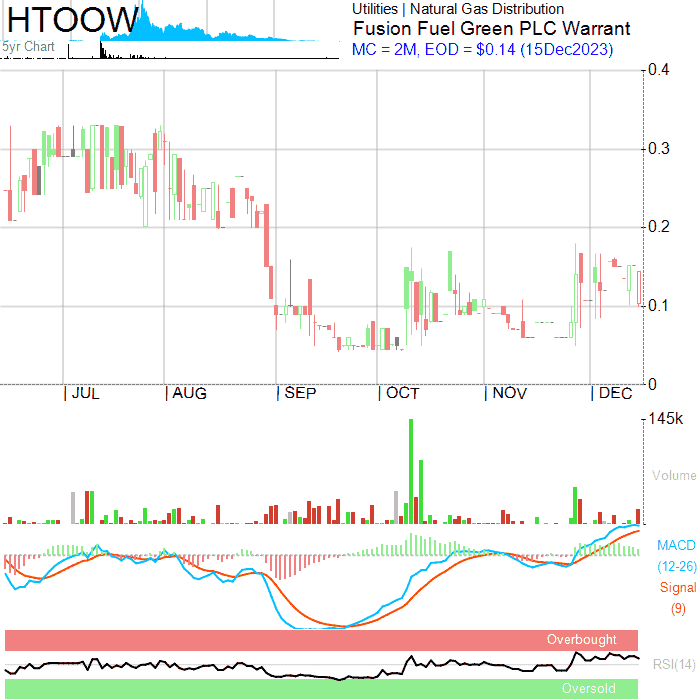 HTOOW
5yr Chart
Utilities | Natural Gas Distribution
Fusion Fuel Green PLC Warrant
MC = 2M, EOD = $0.14 (15Dec2023)
0.4
0.3
0.2
0.1
0
| JUL
| AUG
| SEP
| OCT
| NOV
| DEC
145k
Volume
MACD
(12-26)
Signal
(9)
Overbought
RSI(14)
Oversold